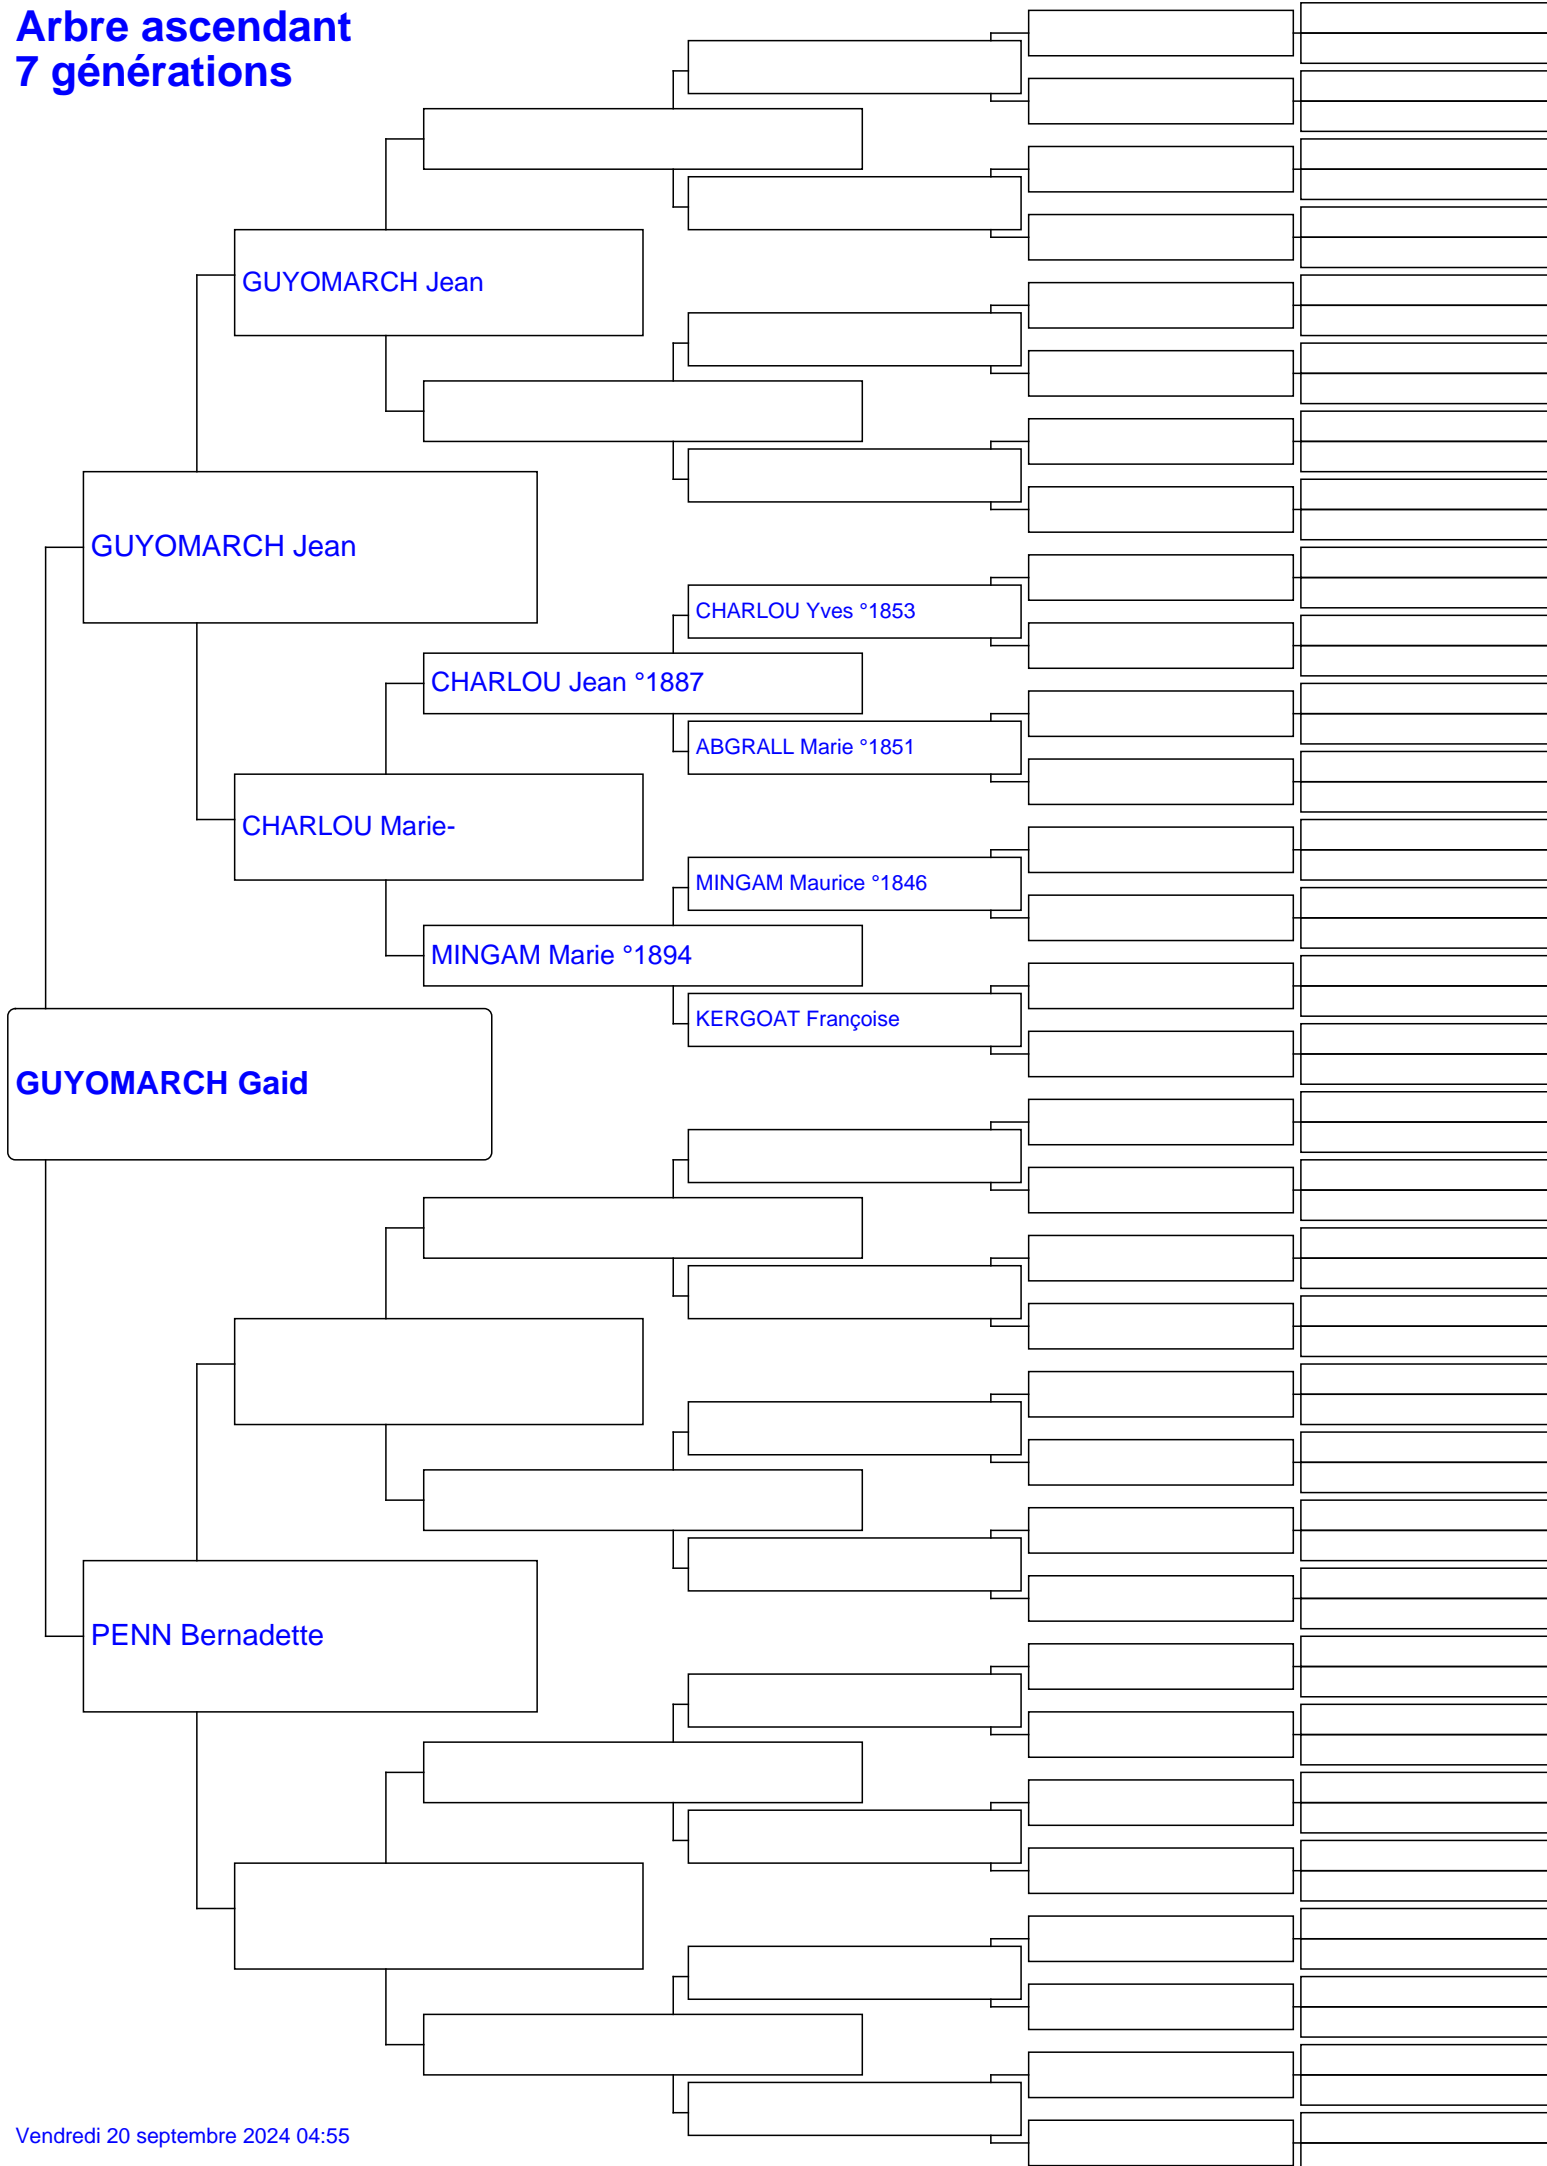 Arbre ascendant
7 générations
GUYOMARCH Jean
GUYOMARCH Jean
CHARLOU Yves °1853
CHARLOU Jean °1887
ABGRALL Marie °1851
CHARLOU Marie-
MINGAM Maurice °1846
MINGAM Marie °1894
KERGOAT Françoise
GUYOMARCH Gaid
PENN Bernadette
Vendredi 20 septembre 2024 04:55